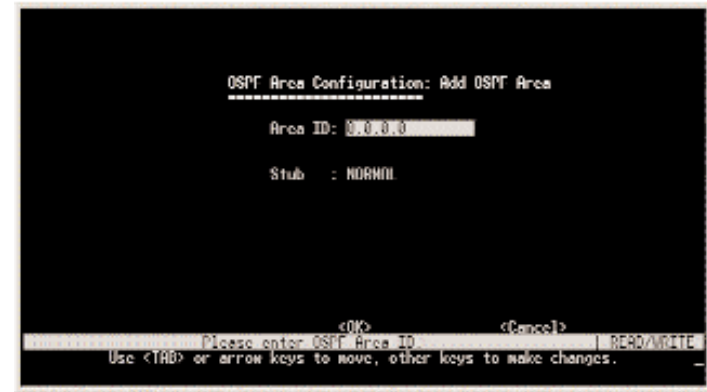 OSPF Area Configuration: Add OSPF Area
Area ID: 0.0.0.0
Stub : NORMAL
<OK> <Cancel>
Please enter OSPF Area ID. READ/WRITE
Use <TAB> or arrow keys to move, other keys to make changes.